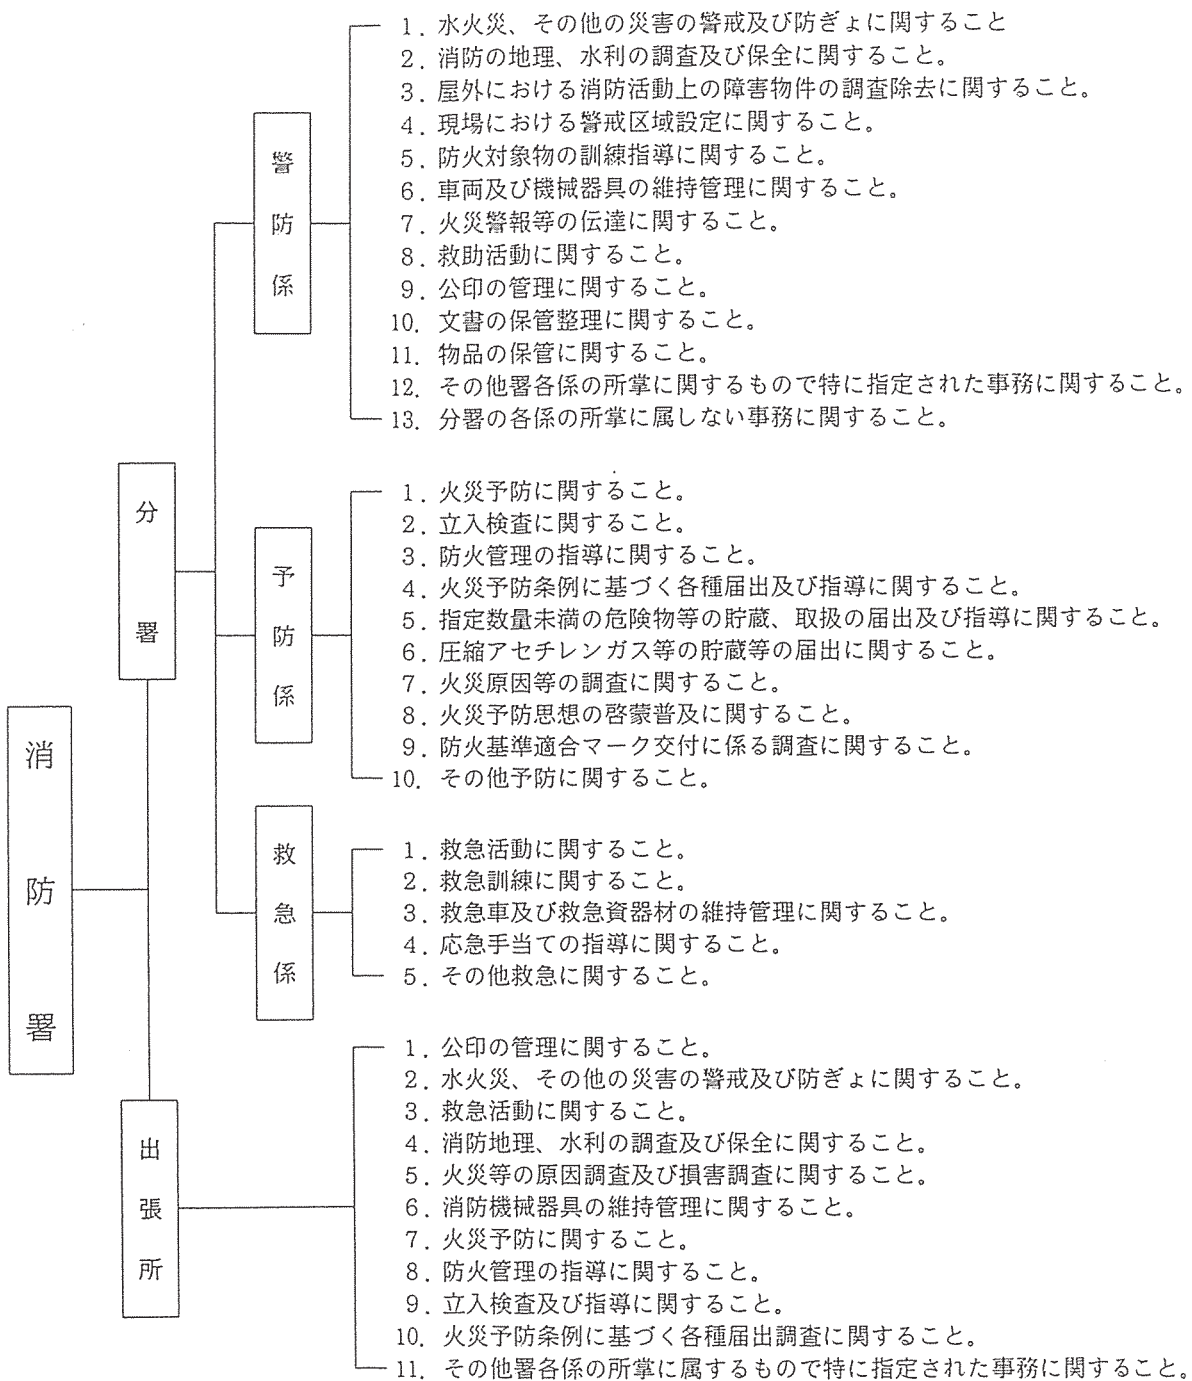 消防署
分署
警防係
1. 水火災、その他の災害の警戒及び防ぎょに関すること
2. 消防の地理、水利の調査及び保全に関すること。
3. 屋外における消防活動上の障害物件の調査除去に関すること。
4. 現場における警戒区域設定に関すること。
5. 防火対象物の訓練指導に関すること。
6. 車両及び機械器具の維持管理に関すること。
7. 火災警報等の伝達に関すること。
8. 救助活動に関すること。
9. 公印の管理に関すること。
10. 文書の保管整理に関すること。
11. 物品の保管に関すること。
12. その他署各係の所掌に関するもので特に指定された事務に関すること。
13. 分署の各係の所掌に属しない事務に関すること。
予防係
1. 火災予防に関すること。
2. 立入検査に関すること。
3. 防火管理の指導に関すること。
4. 火災予防条例に基づく各種届出及び指導に関すること。
5. 指定数量未満の危険物等の貯蔵、取扱の届出及び指導に関すること。
6. 圧縮アセチレンガス等の貯蔵等の届出に関すること。
7. 火災原因等の調査に関すること。
8. 火災予防思想の啓蒙普及に関すること。
9. 防火基準適合マーク交付に係る調査に関すること。
10. その他予防に関すること。
救急係
1. 救急活動に関すること。
2. 救急訓練に関すること。
3. 救急車及び救急資器材の維持管理に関すること。
4. 応急手当ての指導に関すること。
5. その他救急に関すること。
出張所
1. 公印の管理に関すること。
2. 水火災、その他の災害の警戒及び防ぎょに関すること。
3. 救急活動に関すること。
4. 消防地理、水利の調査及び保全に関すること。
5. 火災等の原因調査及び損害調査に関すること。
6. 消防機械器具の維持管理に関すること。
7. 火災予防に関すること。
8. 防火管理の指導に関すること。
9. 立入検査及び指導に関すること。
10. 火災予防条例に基づく各種届出調査に関すること。
11. その他署各係の所掌に属するもので特に指定された事務に関すること。